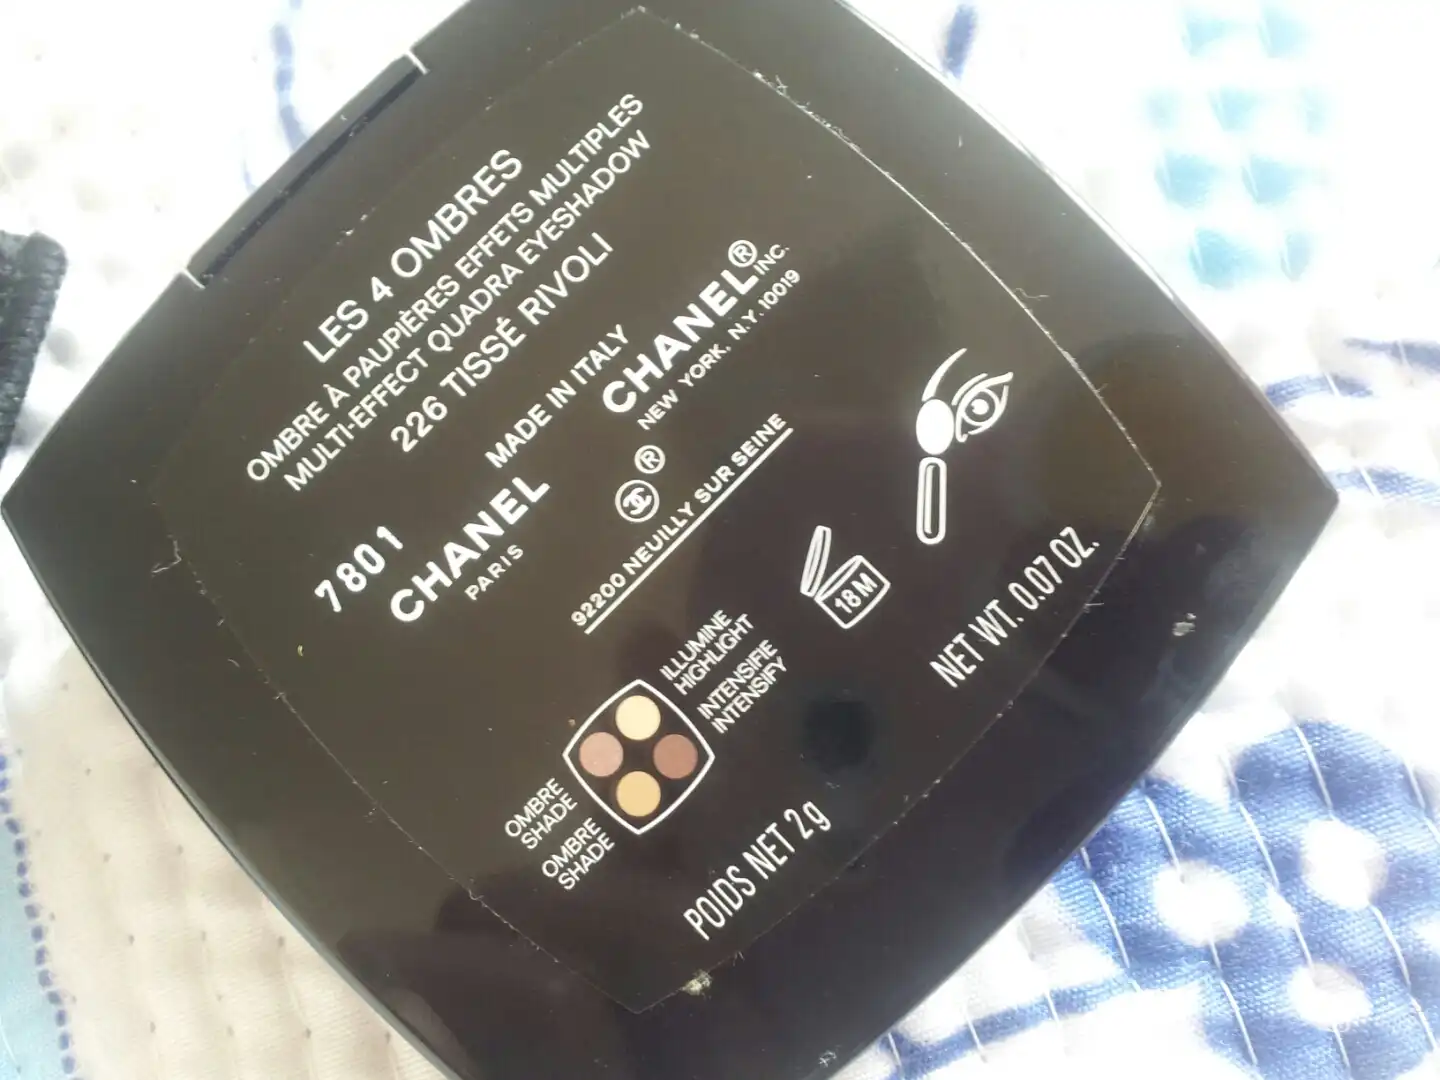 LES 4 OMBRES
OMBRE À PAUPIÈRES EFFETS MULTIPLES
MULTI-EFFECT QUADRA EYESHADOW
226 TISSÉ RIVOLI
MADE IN ITALY
7801
CHANEL
PARIS
CHANEL® INC.
NEW YORK, N.Y. 10019
®
92200 NEUILLY SUR SEINE
ILLUMINE
HIGHLIGHT
INTENSIFIE
INTENSIFY
OMBRE
SHADE
OMBRE
SHADE
18M
POIDS NET 2g
NET WT. 0.07 OZ.